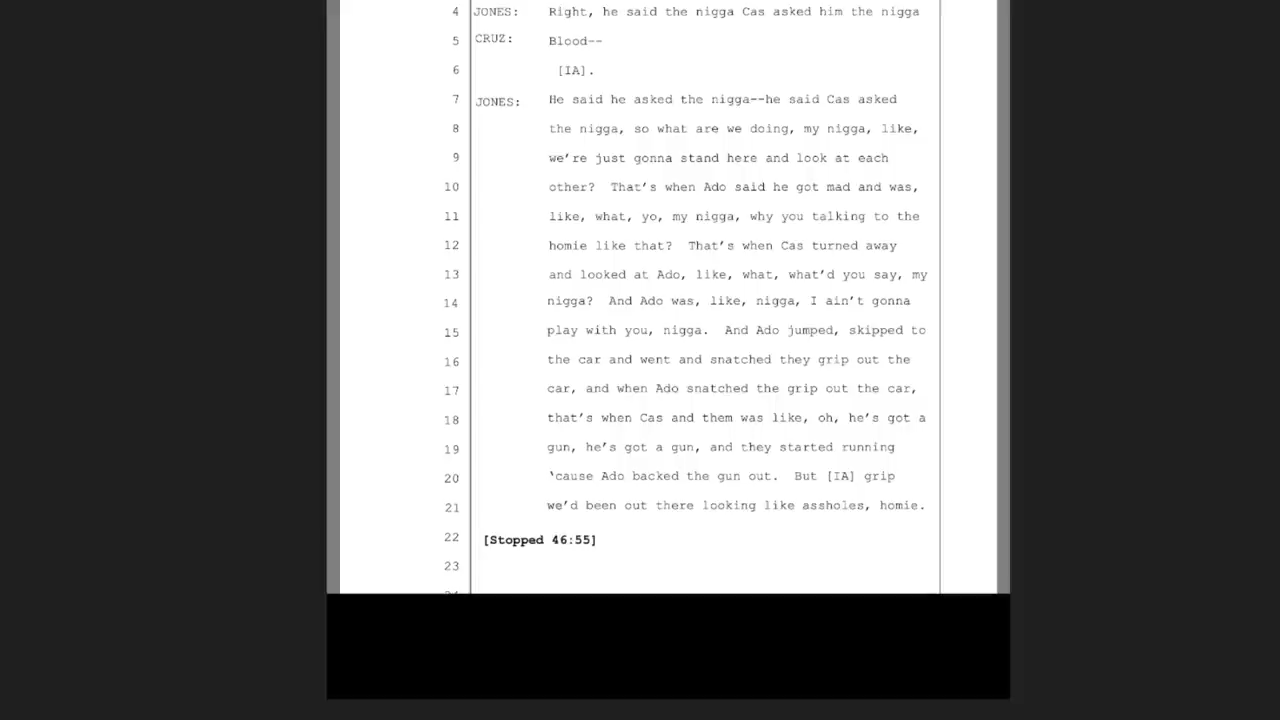 4 JONES: Right, he said the nigga Cas asked him the nigga
5 CRUZ: Blood--
6 [IA].
7 JONES: He said he asked the nigga--he said Cas asked
8 the nigga, so what are we doing, my nigga, like,
9 we're just gonna stand here and look at each
10 other? That's when Ado said he got mad and was,
11 like, what, yo, my nigga, why you talking to the
12 homie like that? That's when Cas turned away
13 and looked at Ado, like, what, what'd you say, my
14 nigga? And Ado was, like, nigga, I ain't gonna
15 play with you, nigga. And Ado jumped, skipped to
16 the car and went and snatched they grip out the
17 car, and when Ado snatched the grip out the car,
18 that's when Cas and them was like, oh, he's got a
19 gun, he's got a gun, and they started running
20 'cause Ado backed the gun out. But [IA] grip
21 we'd been out there looking like assholes, homie.
22 [Stopped 46:55]
23